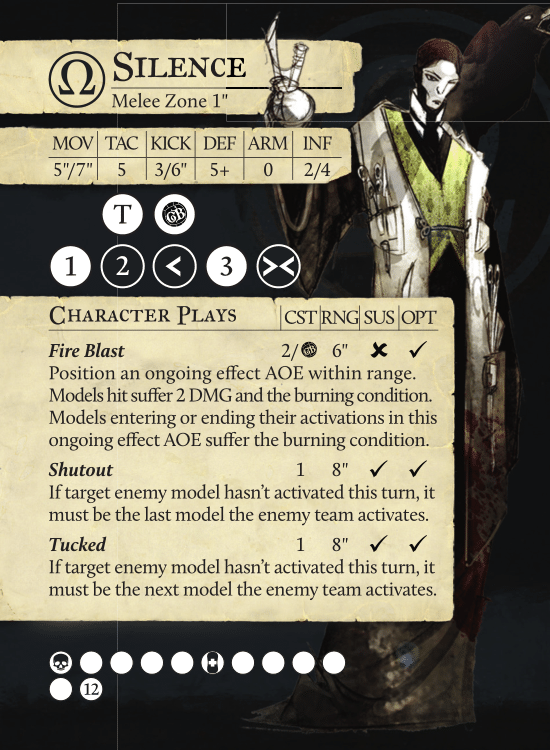 Ω SILENCE
Melee Zone 1"
MOV TAC KICK DEF ARM INF
5"/7" 5 3/6" 5+ 0 2/4
T GB
1 2 < 3 ><
CHARACTER PLAYS CST RNG SUS OPT
Fire Blast 2/GB 6" ✘ ✓
Position an ongoing effect AOE within range.
Models hit suffer 2 DMG and the burning condition.
Models entering or ending their activations in this
ongoing effect AOE suffer the burning condition.
Shutout 1 8" ✓ ✓
If target enemy model hasn't activated this turn, it
must be the last model the enemy team activates.
Tucked 1 8" ✓ ✓
If target enemy model hasn't activated this turn, it
must be the next model the enemy team activates.
12